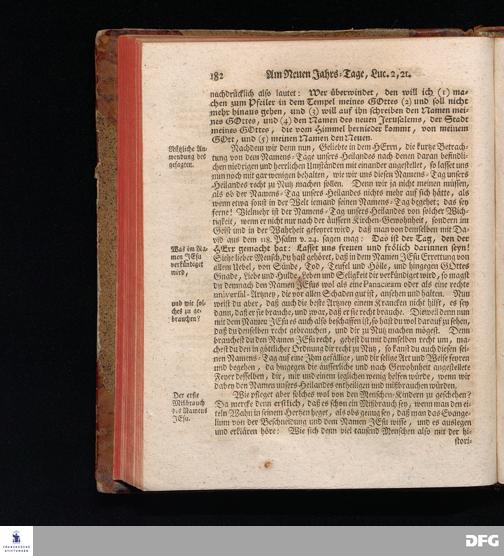 182 Am Neuen Jahrs-Tage, Luc. 2, 21.
nachdrücklich also lautet: Wer überwindet, den will ich (1) ma-
chen zum Pfeiler in dem Tempel meines GOttes (2) und soll nicht
mehr hinaus gehen, und (3) will auf ihn schreiben den Namen mei-
nes GOttes, und (4) den Namen des neuen Jerusalems, der Stadt
meines GOttes, die vom Himmel hernieder kommt, von meinem
GOtt, und (5) meinen Namen den Neuen.
Nützliche An-
wendung des
gesagten.
Nachdem wir denn nun, Geliebte in dem HErrn, die kurtze Betrach-
tung von dem Namens-Tage unsers Heilandes nach denen daran befindli-
chen niedrigen und herrlichen Umständen mit einander angestellet, so lasset uns
nun noch mit gar wenigen behalten, wie wir uns diesen Namens-Tag unsers
Heilandes recht zu Nutz machen sollen. Denn wir ja nicht meinen müssen,
als ob der Namens-Tag unsers Heilandes nichts mehr auf sich hätte, als
wenn etwa sonst in der Welt iemand seinen Namens-Tag begehet; das sey
ferne! Vielmehr ist der Namens-Tag unsers Heilandes von solcher Wich-
tigkeit, wenn er nicht nur nach der äussern Kirchen-Gewohnheit, sondern im
Geist und in der Wahrheit gefeyret wird, daß man von demselben mit Da-
vid aus dem 118. Psalm v. 24. sagen mag: Das ist der Tag, den der
Was im Na-
men JEsu
verkündiget
wird,
HErr gemacht hat: Lasset uns freuen und frölich darinnen seyn!
Siehe lieber Mensch, du hast gehöret, daß in dem Namen JEsu Errettung von
allem Uebel, von Sünde, Tod, Teufel und Hölle, und hingegen GOttes
Gnade, Liebe und Hulde, Leben und Seligkeit dir verkündiget wird, so magst
du demnach den Namen JEsus wol als eine Panaceam oder als eine rechte
universal-Artzney, die vor allen Schaden gut ist, ansehen und halten. Nun
und wie sol-
ches zu ge-
brauchen?
weist du aber, daß auch die beste Artzney einem Krancken nicht hilft, es sey
dann, daß er sie brauche, und zwar, daß er sie recht brauche. Dieweil denn nun
mit dem Namen JEsu es auch also beschaffen ist, so hast du wol darauf zu sehen,
daß du denselben recht gebrauchen, und dir zu Nutz machen mögest. Denn
brauchest du den Namen JEsu recht, gehest du mit demselben recht um, ma-
chest du den in göttlicher Ordnung dir recht zu Nutz, so kanst du auch diesen sei-
nen Namens-Tag auf eine Ihm gefällige, und dir selige Art und Weise feyren
und begehen, da hingegen die äusserliche und nach Gewohnheit angestellete
Feyer desselben, dir, mir und einem ieglichen wenig helfen würde, wenn wir
dabey den Namen unsers Heilandes entheiligen und mißbrauchen würden.
Der erste
Mißbrauch
des Namens
JEsu.
Wie pfleget aber solches wol von den Menschen-Kindern zu geschehen?
Da mercke denn erstlich, daß es schon ein Mißbrauch sey, wenn man den ei-
teln Wahn in seinem Hertzen heget, als obs genug sey, daß man das Evange-
lium von der Beschneidung und dem Namen JEsu wisse, und es auslegen
und erklären höre: Wie sich denn viel tausend Menschen also mit der hi-
stori-
FRANCKESCHE
STIFTUNGEN
DFG